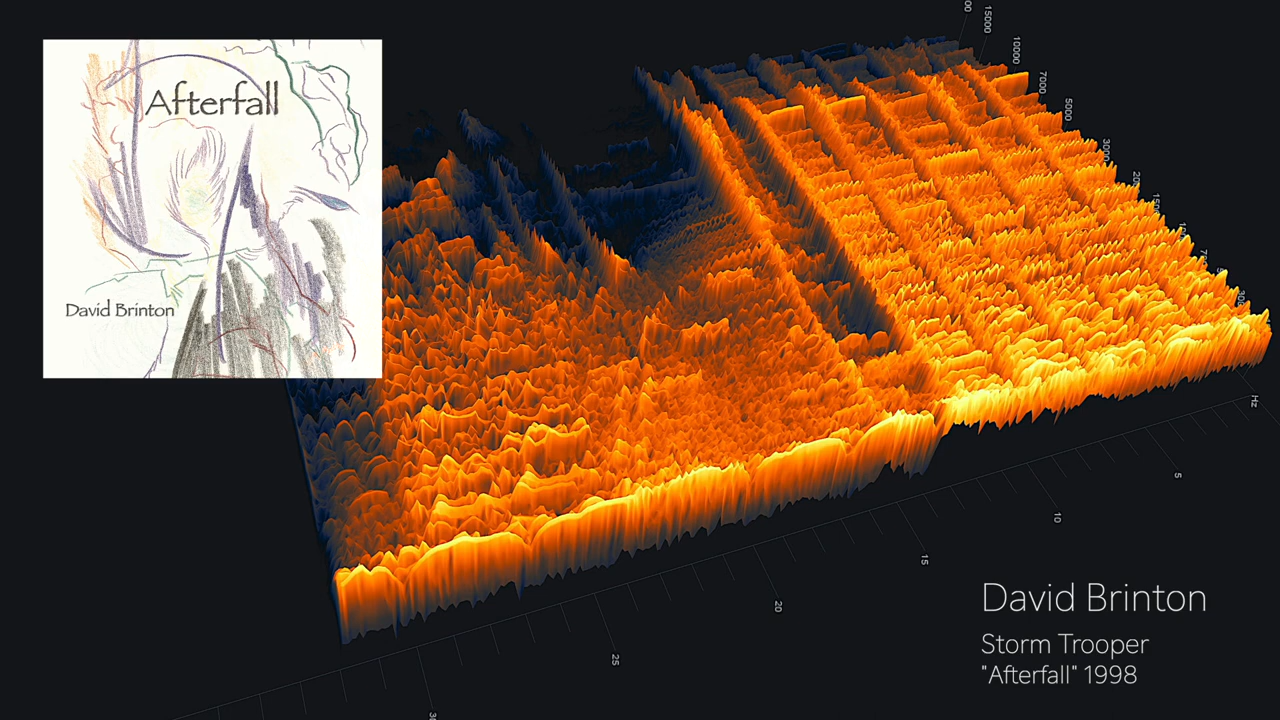 Afterfall
David Brinton
15000
10000
7000
5000
3000
Hz
5
10
15
20
25
David Brinton
Storm Trooper
"Afterfall" 1998